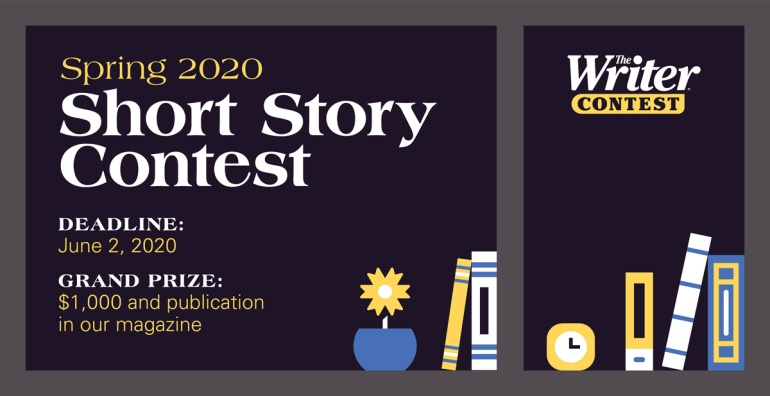 Spring 2020
Short Story
Contest
DEADLINE:
June 2, 2020
GRAND PRIZE:
$1,000 and publication
in our magazine
The
Writer
CONTEST